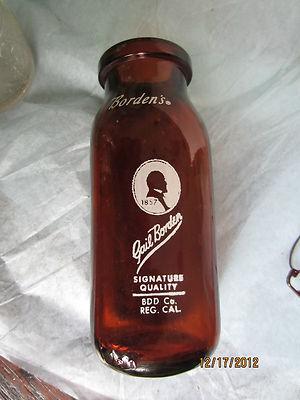 Borden's®
1857
Gail Borden
SIGNATURE
QUALITY
BDD Co.
REG. CAL.
12/17/2012